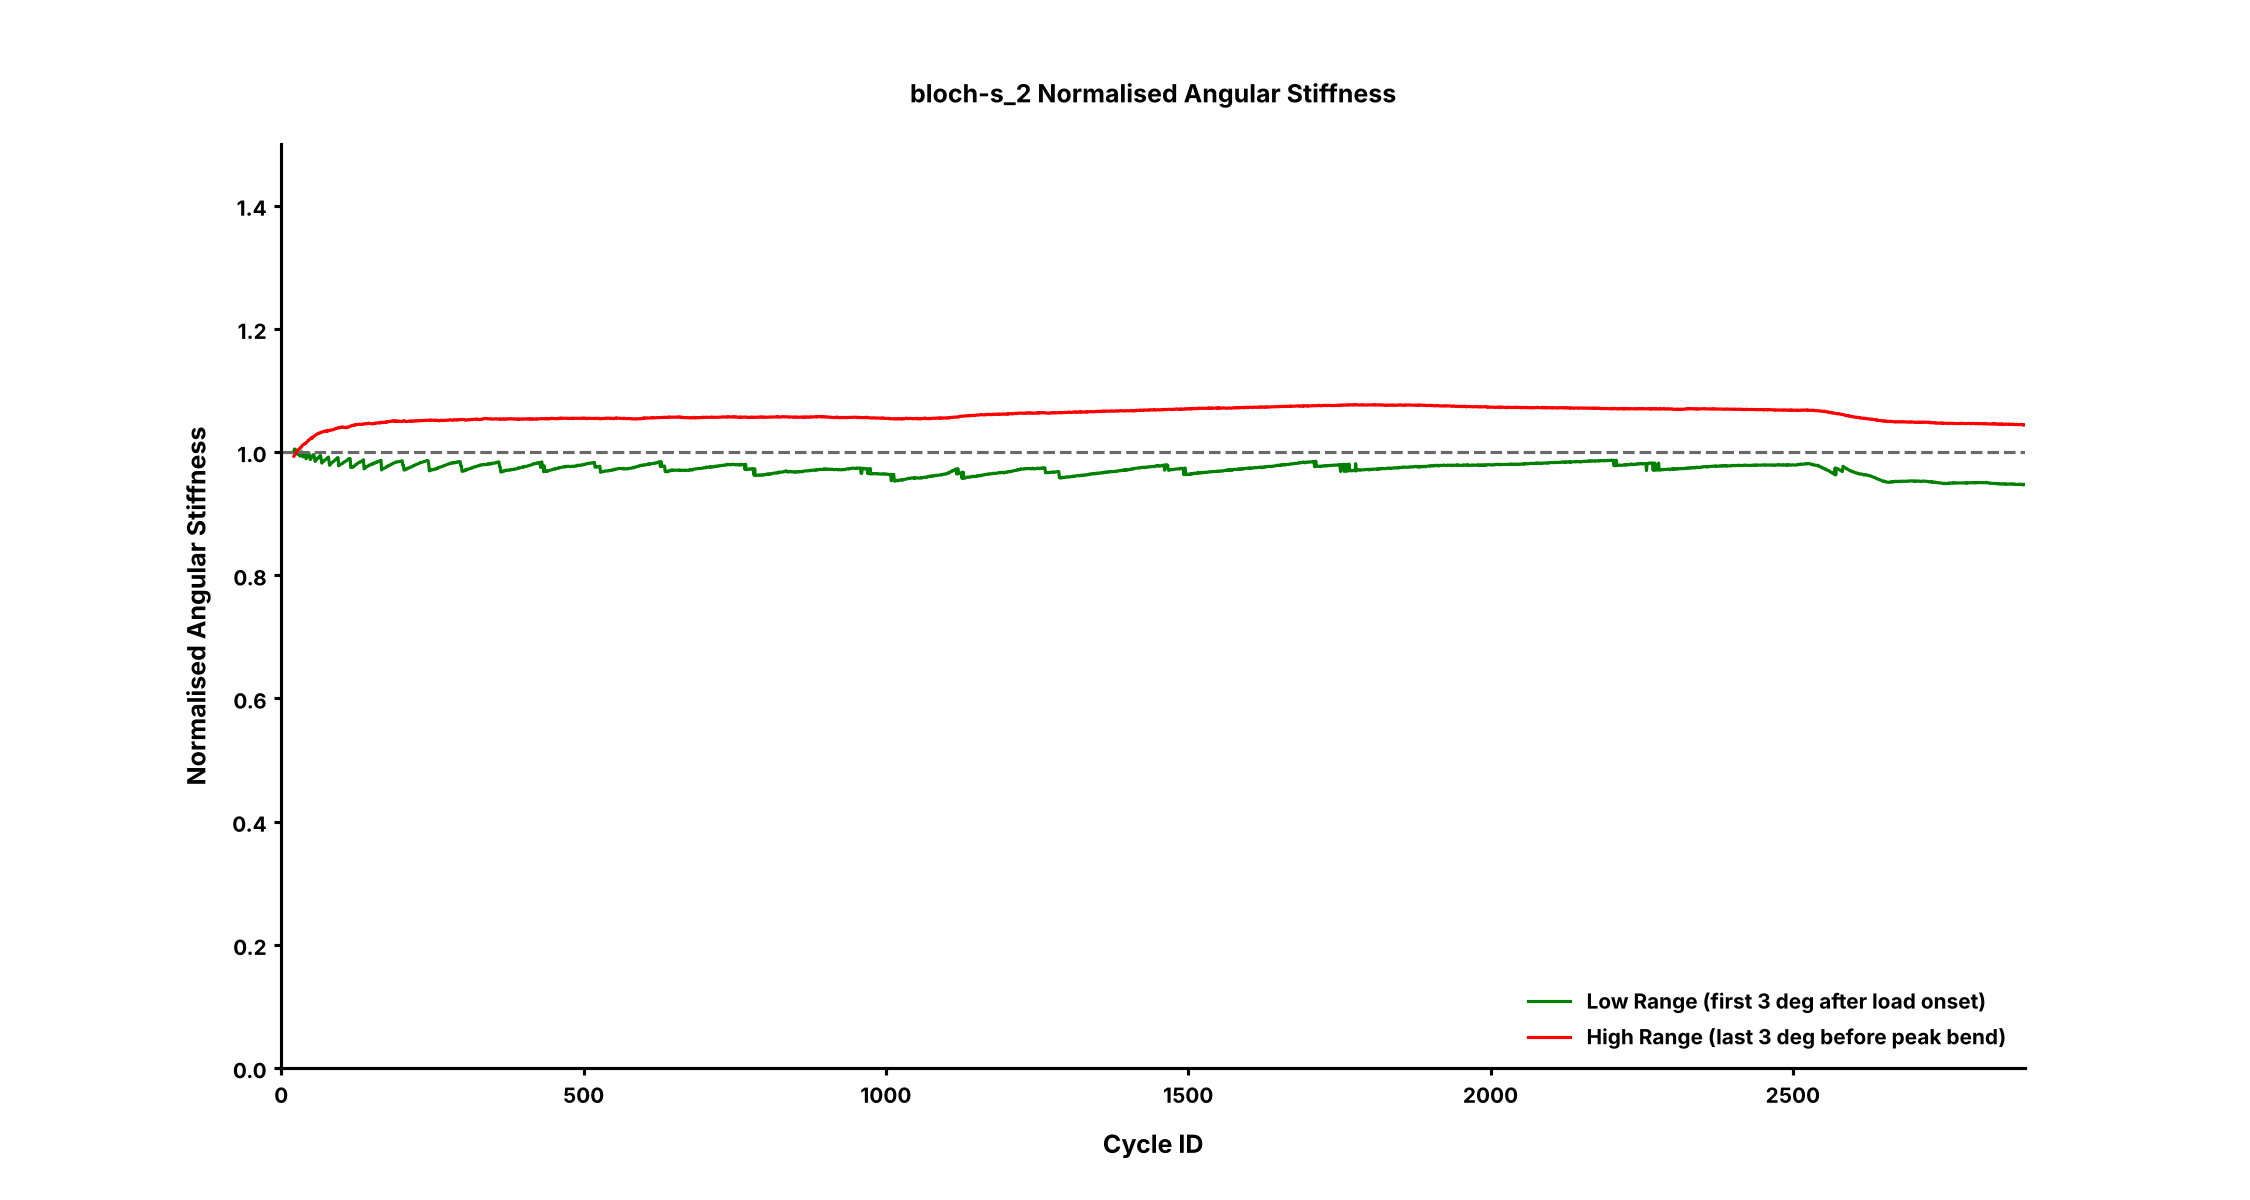 bloch-s_2 Normalised Angular Stiffness
Normalised Angular Stiffness
1.4
1.2
1.0
0.8
0.6
0.4
0.2
0.0
0
500
1000
1500
2000
2500
Cycle ID
Low Range (first 3 deg after load onset)
High Range (last 3 deg before peak bend)